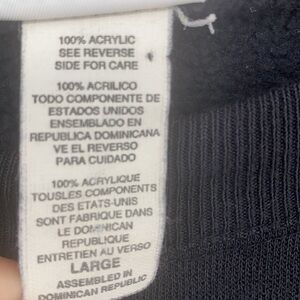 100% ACRYLIC
SEE REVERSE
SIDE FOR CARE
100% ACRILICO
TODO COMPONENTE DE
ESTADOS UNIDOS
ENSEMBLADO EN
REPUBLICA DOMINICANA
VE EL REVERSO
PARA CUIDADO
100% ACRYLIQUE
TOUSLES COMPONENTS
DES ETATS-UNIS
SONT FABRIQUE DANS
LE DOMINICAN
REPUBLIQUE
ENTRETIEN AU VERSO
LARGE
ASSEMBLED IN
DOMINICAN REPUBLIC